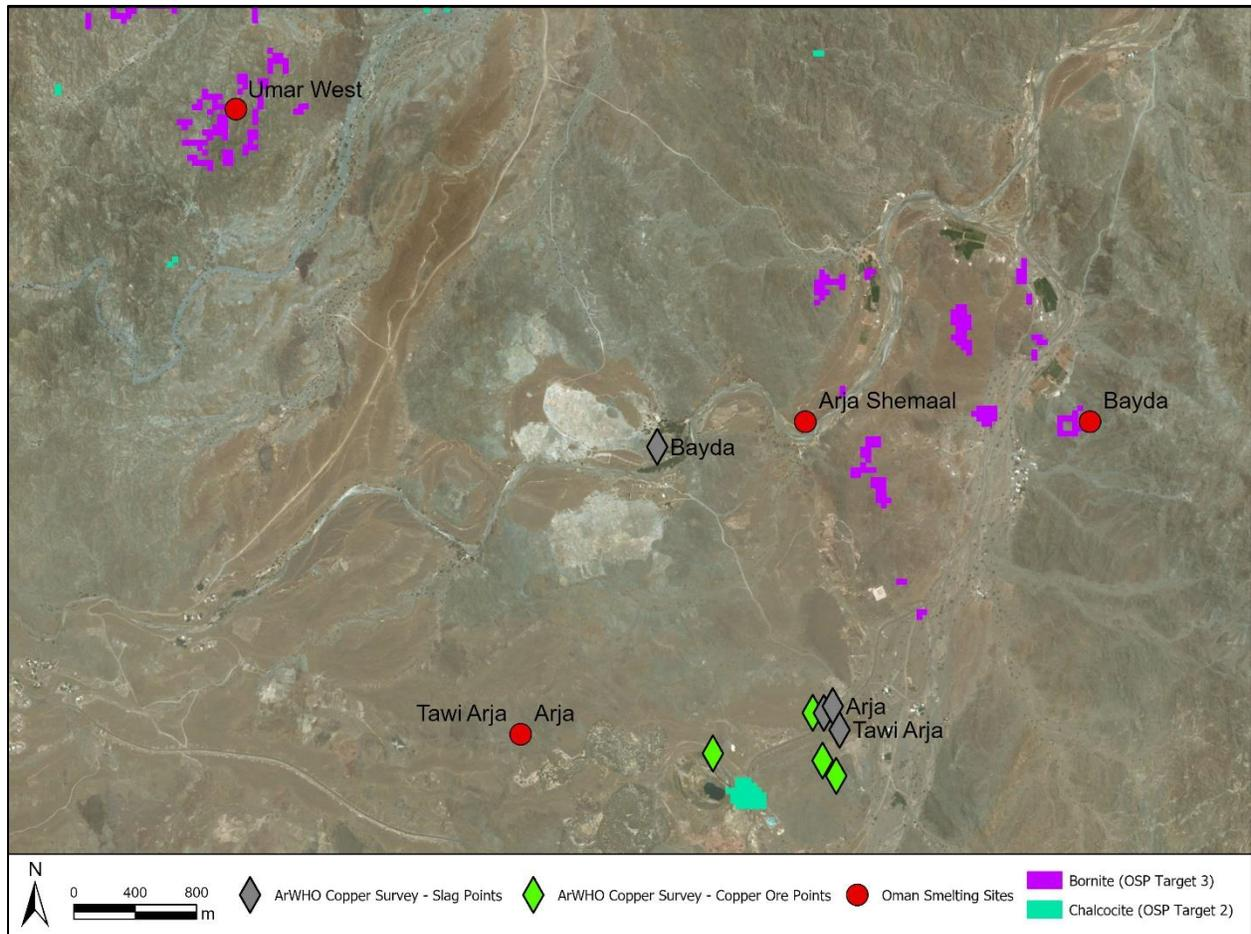 Umar West
Arja Shemaal
Bayda
Bayda
Arja
Tawi Arja
Tawi Arja Arja
N
0 400 800
m
ArWHO Copper Survey - Slag Points
ArWHO Copper Survey - Copper Ore Points
Oman Smelting Sites
Bornite (OSP Target 3)
Chalcocite (OSP Target 2)